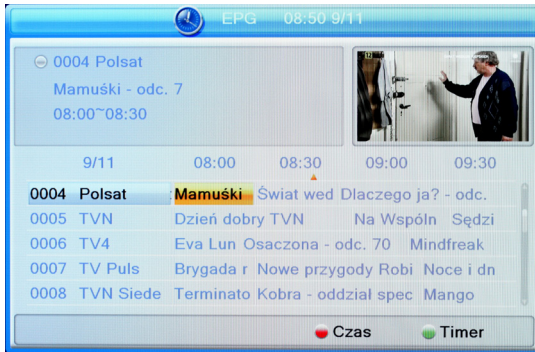 EPG 08:50 9/11
0004 Polsat
Mamuśki - odc. 7
08:00~08:30
9/11 08:00 08:30 09:00 09:30
0004 Polsat Mamuśki Świat wed Dlaczego ja? - odc.
0005 TVN Dzień dobry TVN Na Wspóln Sędzi
0006 TV4 Eva Lun Osaczona - odc. 70 Mindfreak
0007 TV Puls Brygada r Nowe przygody Robi Noce i dn
0008 TVN Siede Terminato Kobra - oddział spec Mango
Czas Timer